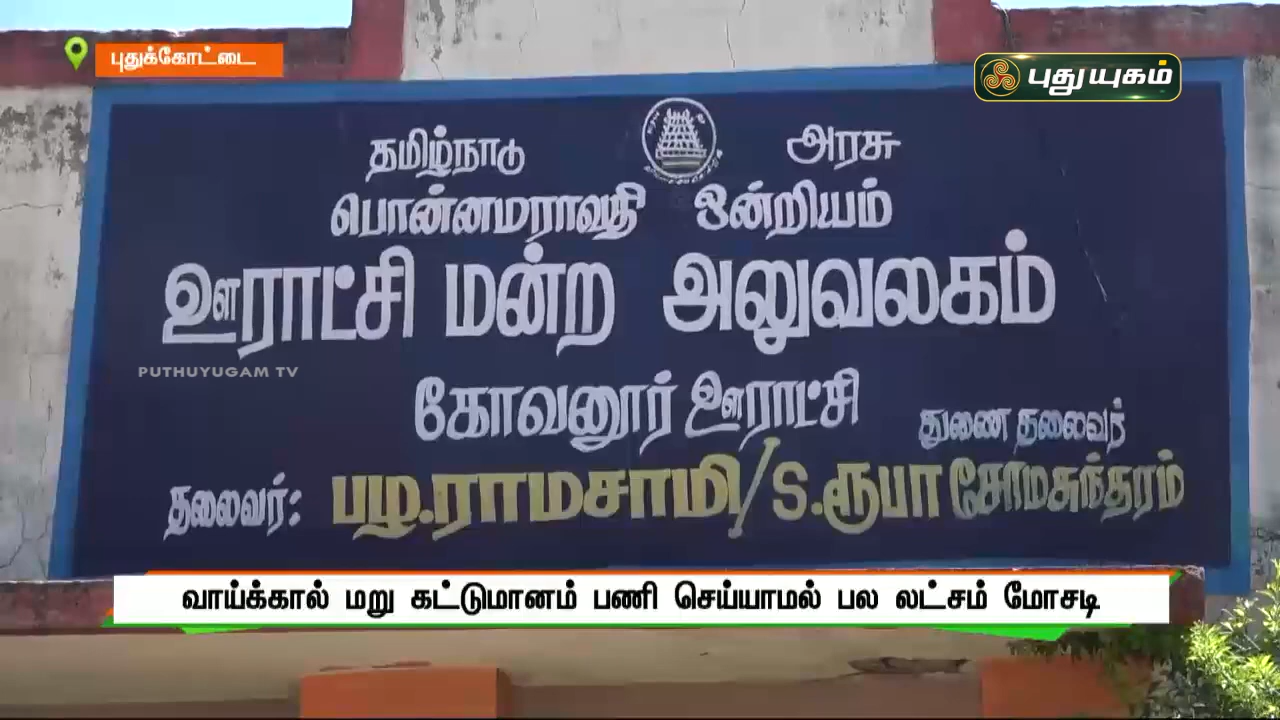 புதுக்கோட்டை
புதுயுகம்
தமிழ்நாடு அரசு
பொன்னமராவதி ஒன்றியம்
ஊராட்சி மன்ற அலுவலகம்
PUTHUYUGAM TV
கோவனூர் ஊராட்சி துணை தலைவர்
தலைவர்: பழ.ராமசாமி/S.ரூபா சோமசுந்தரம்
வாய்க்கால் மறு கட்டுமானம் பணி செய்யாமல் பல லட்சம் மோசடி